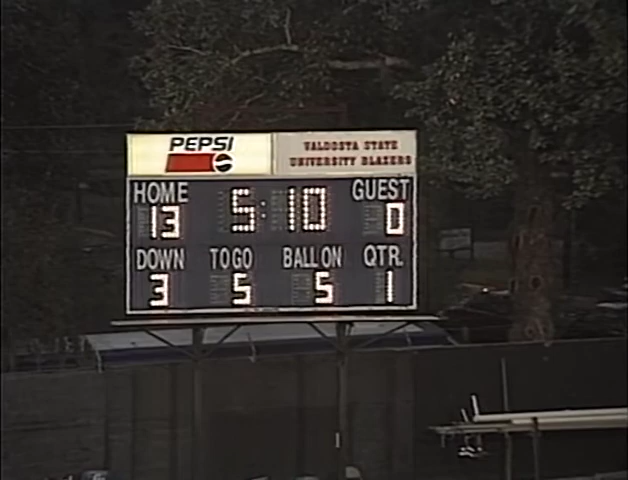 PEPSI
VALDOSTA STATE
UNIVERSITY BLAZERS
HOME 5:10 GUEST
13 0
DOWN TO GO BALL ON QTR.
3 5 5 1